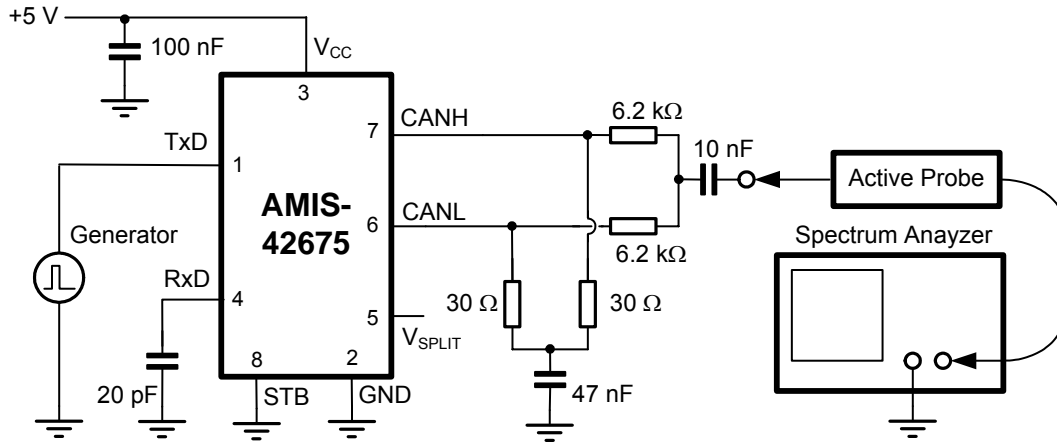 +5 V
100 nF
V_CC
3
CANH
7
6.2 kΩ
10 nF
TxD
1
Active Probe
AMIS-
42675
CANL
6
6.2 kΩ
Generator
Spectrum Anayzer
RxD
4
30 Ω
30 Ω
5
V_SPLIT
8
2
20 pF
STB
GND
47 nF